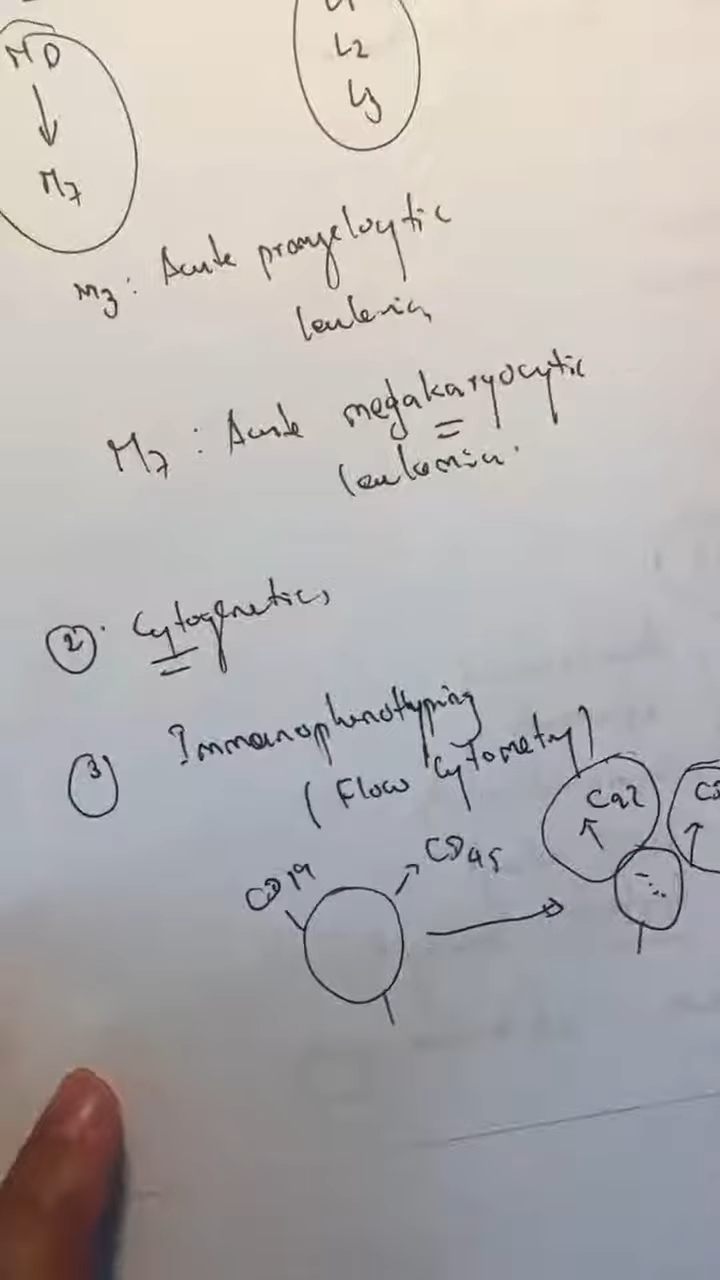 M0
M7
L1
L2
L3
M3: Acute promyelocytic
leukemia
M7: Acute megakaryocytic
leukemia.
② Cytogenetics
③ Immunophenotyping
(Flow Cytometry)
CD19
CD45